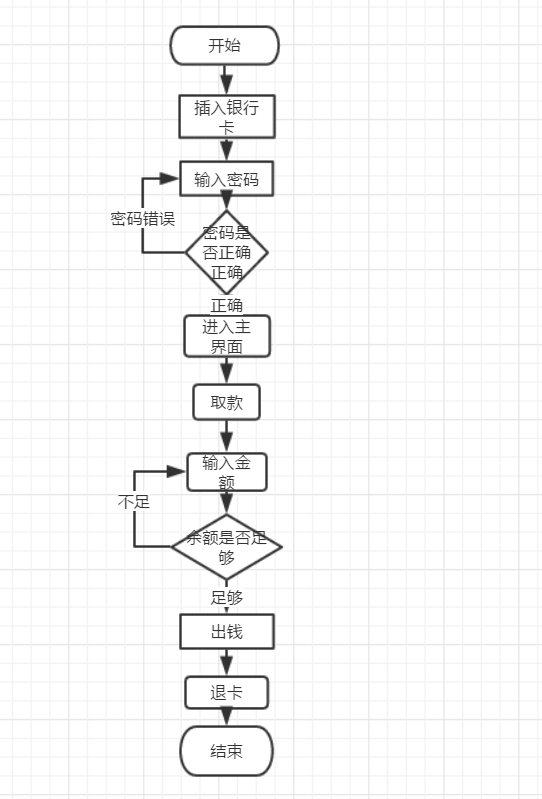 开始
插入银行
卡
输入密码
密码错误
密码是
否正确
正确
正确
进入主
界面
取款
输入金
额
不足
余额是否足
够
足够
出钱
退卡
结束